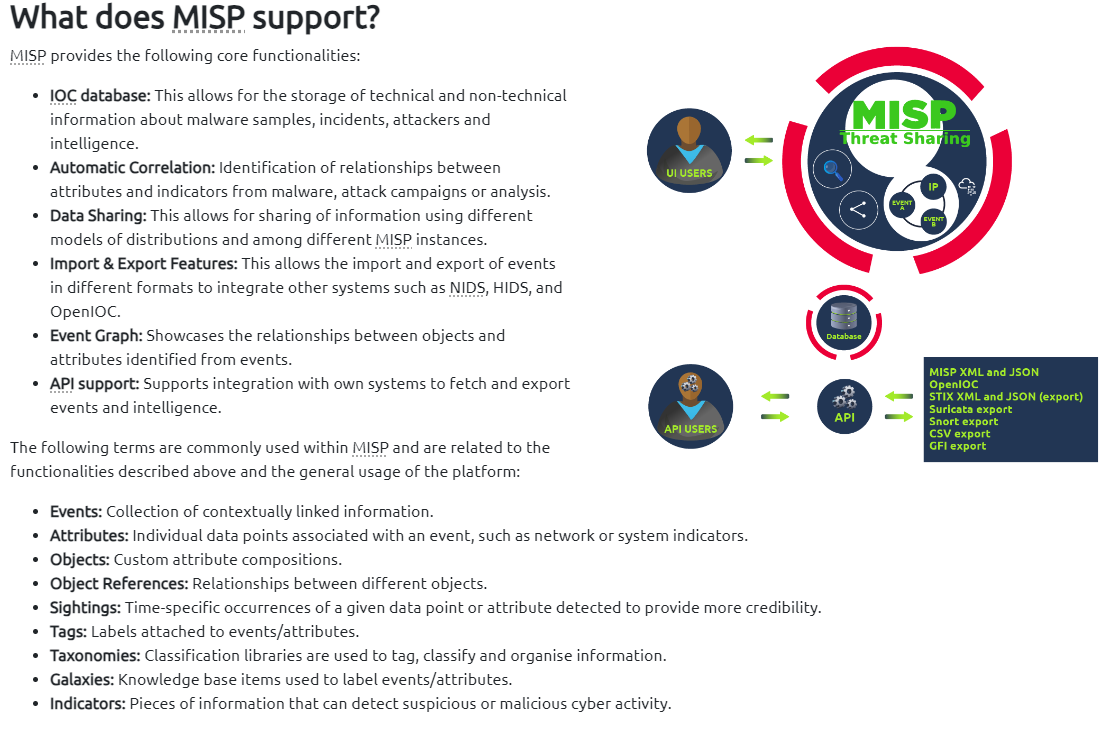 What does MISP support?
MISP provides the following core functionalities:
• IOC database: This allows for the storage of technical and non-technical
information about malware samples, incidents, attackers and
intelligence.
• Automatic Correlation: Identification of relationships between
attributes and indicators from malware, attack campaigns or analysis.
• Data Sharing: This allows for sharing of information using different
models of distributions and among different MISP instances.
• Import & Export Features: This allows the import and export of events
in different formats to integrate other systems such as NIDS, HIDS, and
OpenIOC.
• Event Graph: Showcases the relationships between objects and
attributes identified from events.
• API support: Supports integration with own systems to fetch and export
events and intelligence.
The following terms are commonly used within MISP and are related to the
functionalities described above and the general usage of the platform:
UI USERS
MISP
Threat Sharing
IP
EVENT
A
EVENT
B
Database
API USERS
API
MISP XML and JSON
OpenIOC
STIX XML and JSON (export)
Suricata export
Snort export
CSV export
GFI export
• Events: Collection of contextually linked information.
• Attributes: Individual data points associated with an event, such as network or system indicators.
• Objects: Custom attribute compositions.
• Object References: Relationships between different objects.
• Sightings: Time-specific occurrences of a given data point or attribute detected to provide more credibility.
• Tags: Labels attached to events/attributes.
• Taxonomies: Classification libraries are used to tag, classify and organise information.
• Galaxies: Knowledge base items used to label events/attributes.
• Indicators: Pieces of information that can detect suspicious or malicious cyber activity.